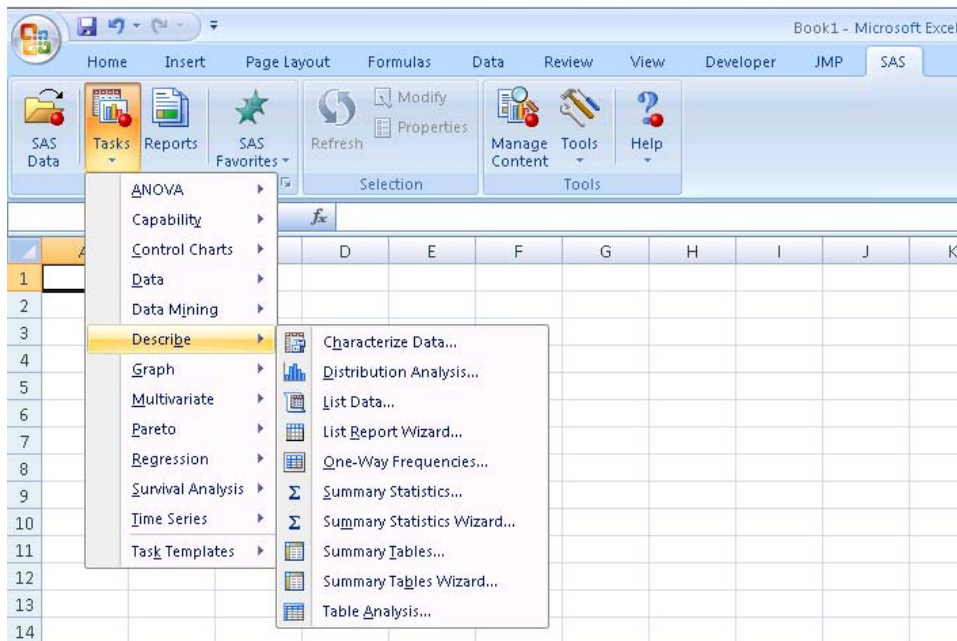 Book1 - Microsoft Excel
Home Insert Page Layout Formulas Data Review View Developer JMP SAS
SAS Data
Tasks
Reports
SAS Favorites
Refresh
Modify
Properties
Manage Content
Tools
Help
Selection
Tools
fx
A D E F G H I J K
ANOVA
Capability
Control Charts
Data
Data Mining
Describe
Graph
Multivariate
Pareto
Regression
Survival Analysis
Time Series
Task Templates
Characterize Data...
Distribution Analysis...
List Data...
List Report Wizard...
One-Way Frequencies...
Summary Statistics...
Summary Statistics Wizard...
Summary Tables...
Summary Tables Wizard...
Table Analysis...
1
2
3
4
5
6
7
8
9
10
11
12
13
14